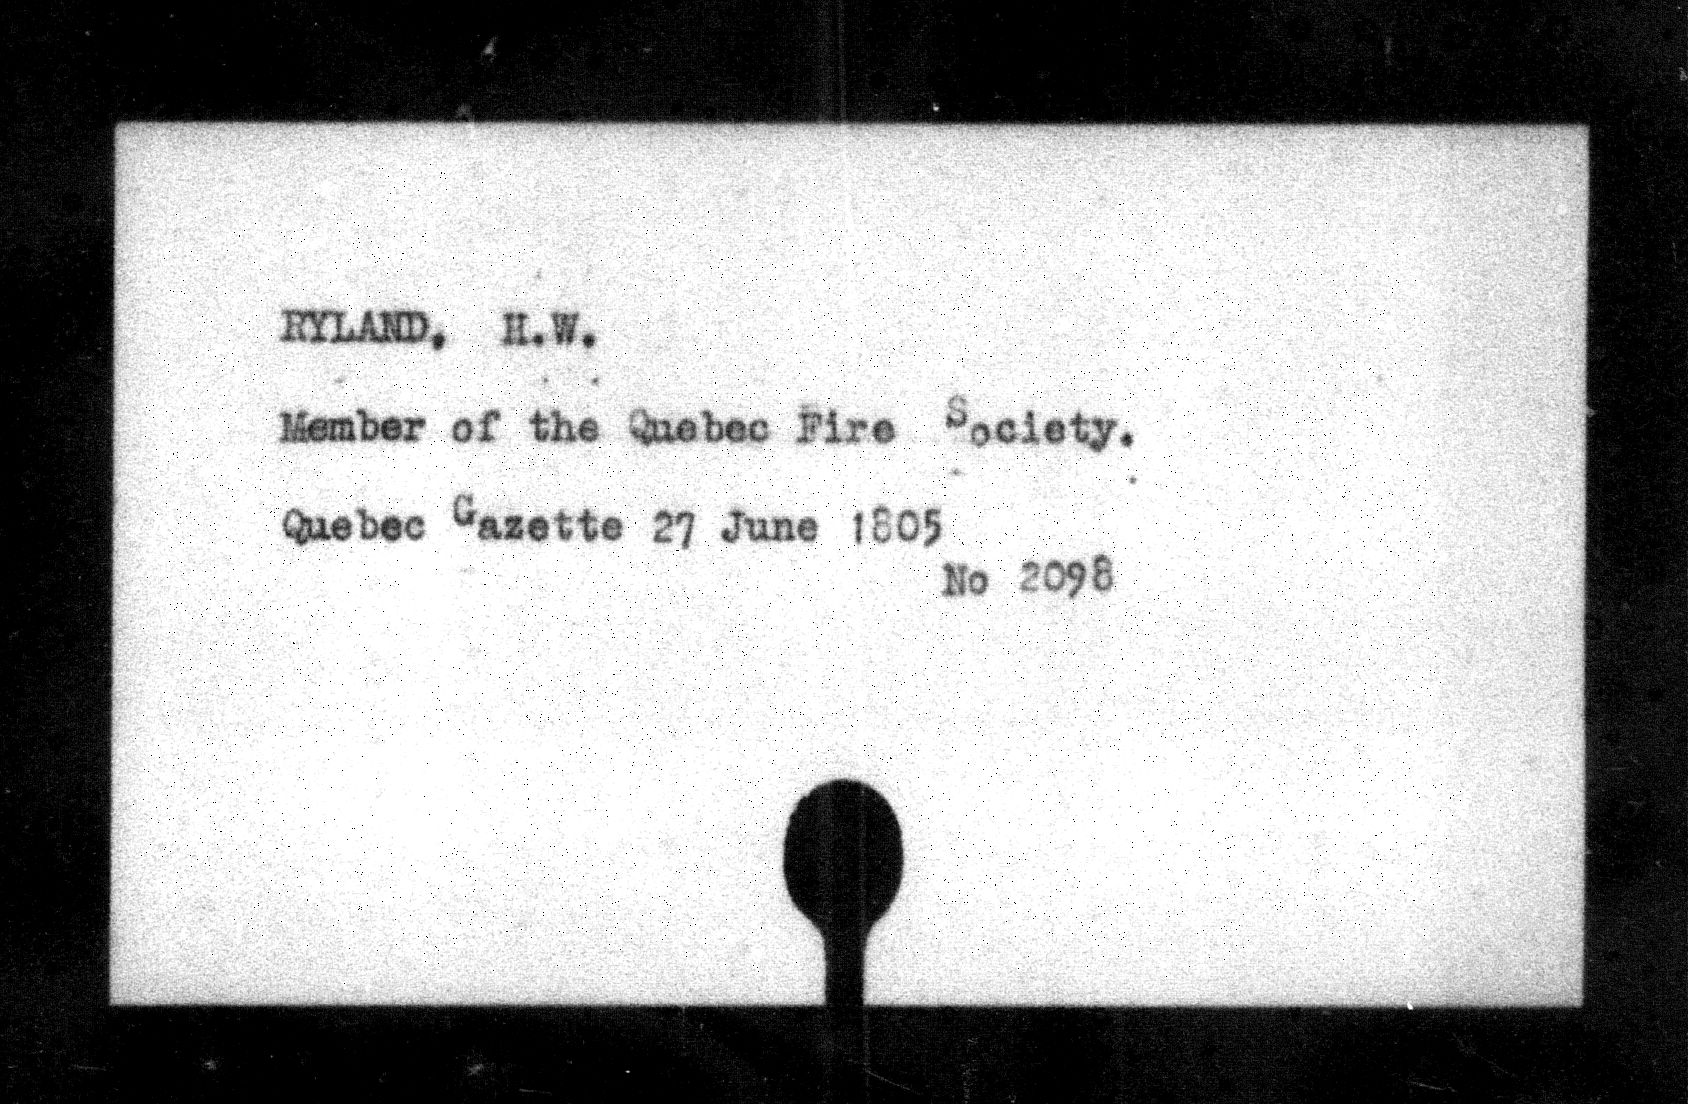 RYLAND, H.W.
Member of the Quebec Fire Society.
Quebec Gazette 27 June 1805
No 2098